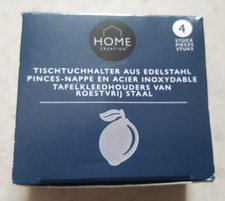 HOME
CREATION
4
STÜCK
PIECES
STUKS
TISCHTUCHHALTER AUS EDELSTAHL
PINCES-NAPPE EN ACIER INOXYDABLE
TAFELKLEEDHOUDERS VAN
ROESTVRIJ STAAL